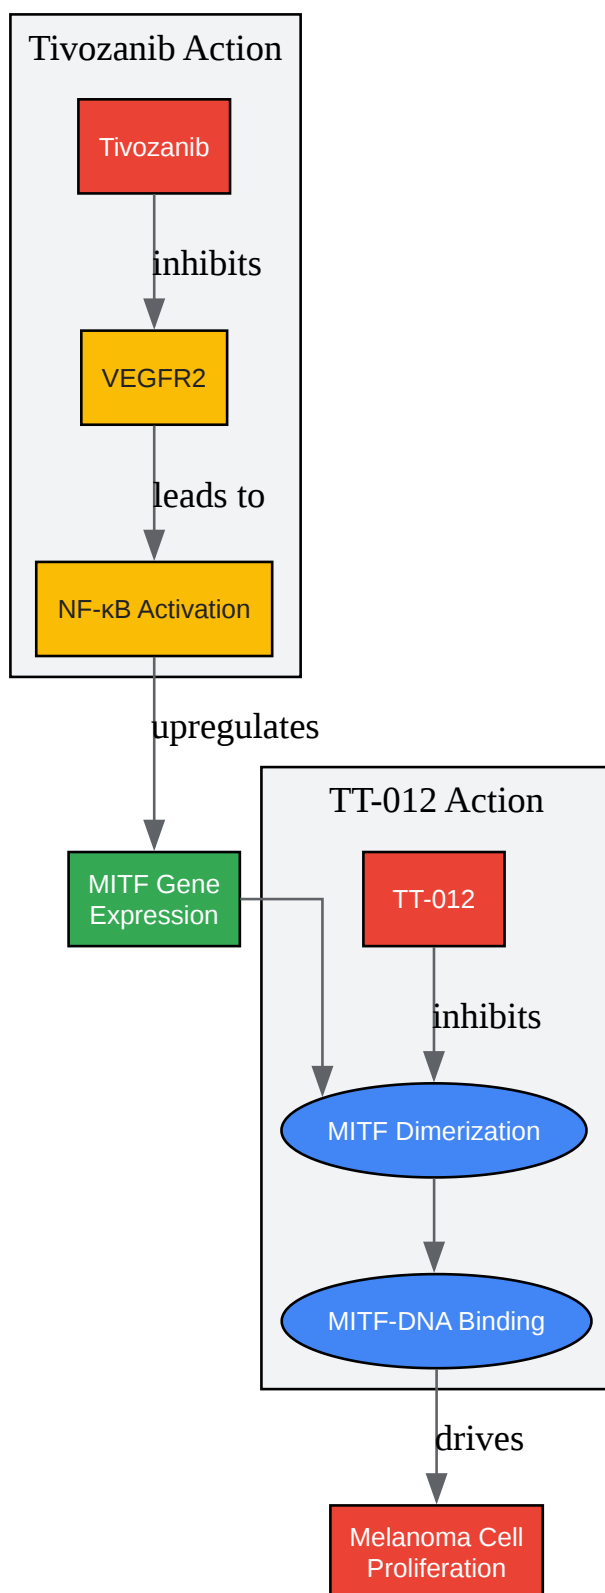 Tivozanib Action
Tivozanib
inhibits
VEGFR2
leads to
NF-κB Activation
upregulates
TT-012 Action
MITF Gene
Expression
TT-012
inhibits
MITF Dimerization
MITF-DNA Binding
drives
Melanoma Cell
Proliferation